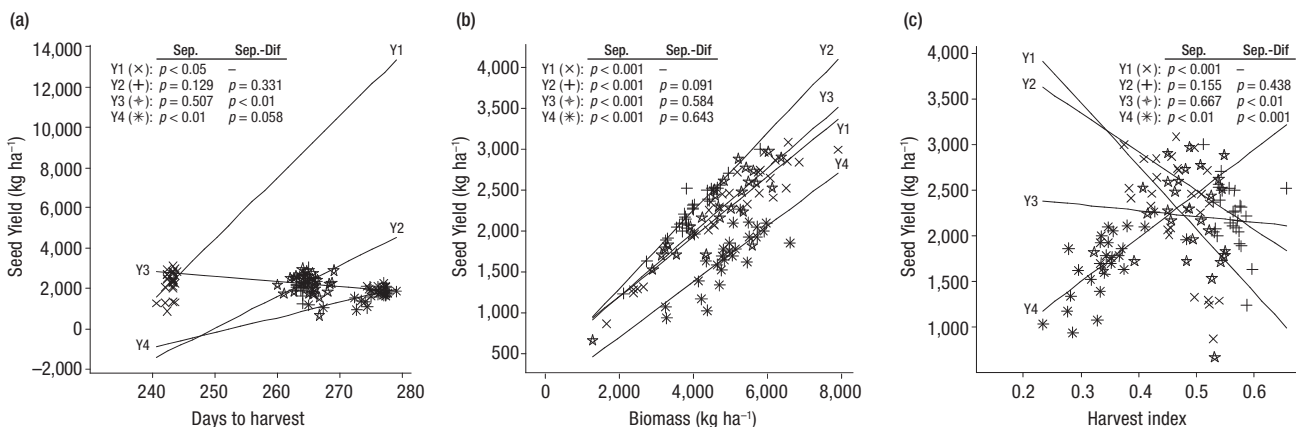 (a)
Seed Yield (kg ha⁻¹)
14,000
12,000
10,000
8,000
6,000
4,000
2,000
0
−2,000
Sep. Sep.-Dif
Y1 (×): p < 0.05 –
Y2 (+): p = 0.129 p = 0.331
Y3 (✧): p = 0.507 p < 0.01
Y4 (✳): p < 0.01 p = 0.058
Y1
Y2
Y3
Y4
240 250 260 270 280
Days to harvest
(b)
Seed Yield (kg ha⁻¹)
4,000
3,500
3,000
2,500
2,000
1,500
1,000
500
Sep. Sep.-Dif
Y1 (×): p < 0.001 –
Y2 (+): p < 0.001 p = 0.091
Y3 (✧): p < 0.001 p = 0.584
Y4 (✳): p < 0.001 p = 0.643
Y2
Y3
Y1
Y4
0 2,000 4,000 6,000 8,000
Biomass (kg ha⁻¹)
(c)
Seed Yield (kg ha⁻¹)
4,000
3,500
3,000
2,500
2,000
1,500
1,000
Sep. Sep.-Dif
Y1 (×): p < 0.001 –
Y2 (+): p = 0.155 p = 0.438
Y3 (✧): p = 0.667 p < 0.01
Y4 (✳): p < 0.01 p < 0.001
Y1
Y2
Y3
Y4
0.2 0.3 0.4 0.5 0.6
Harvest index